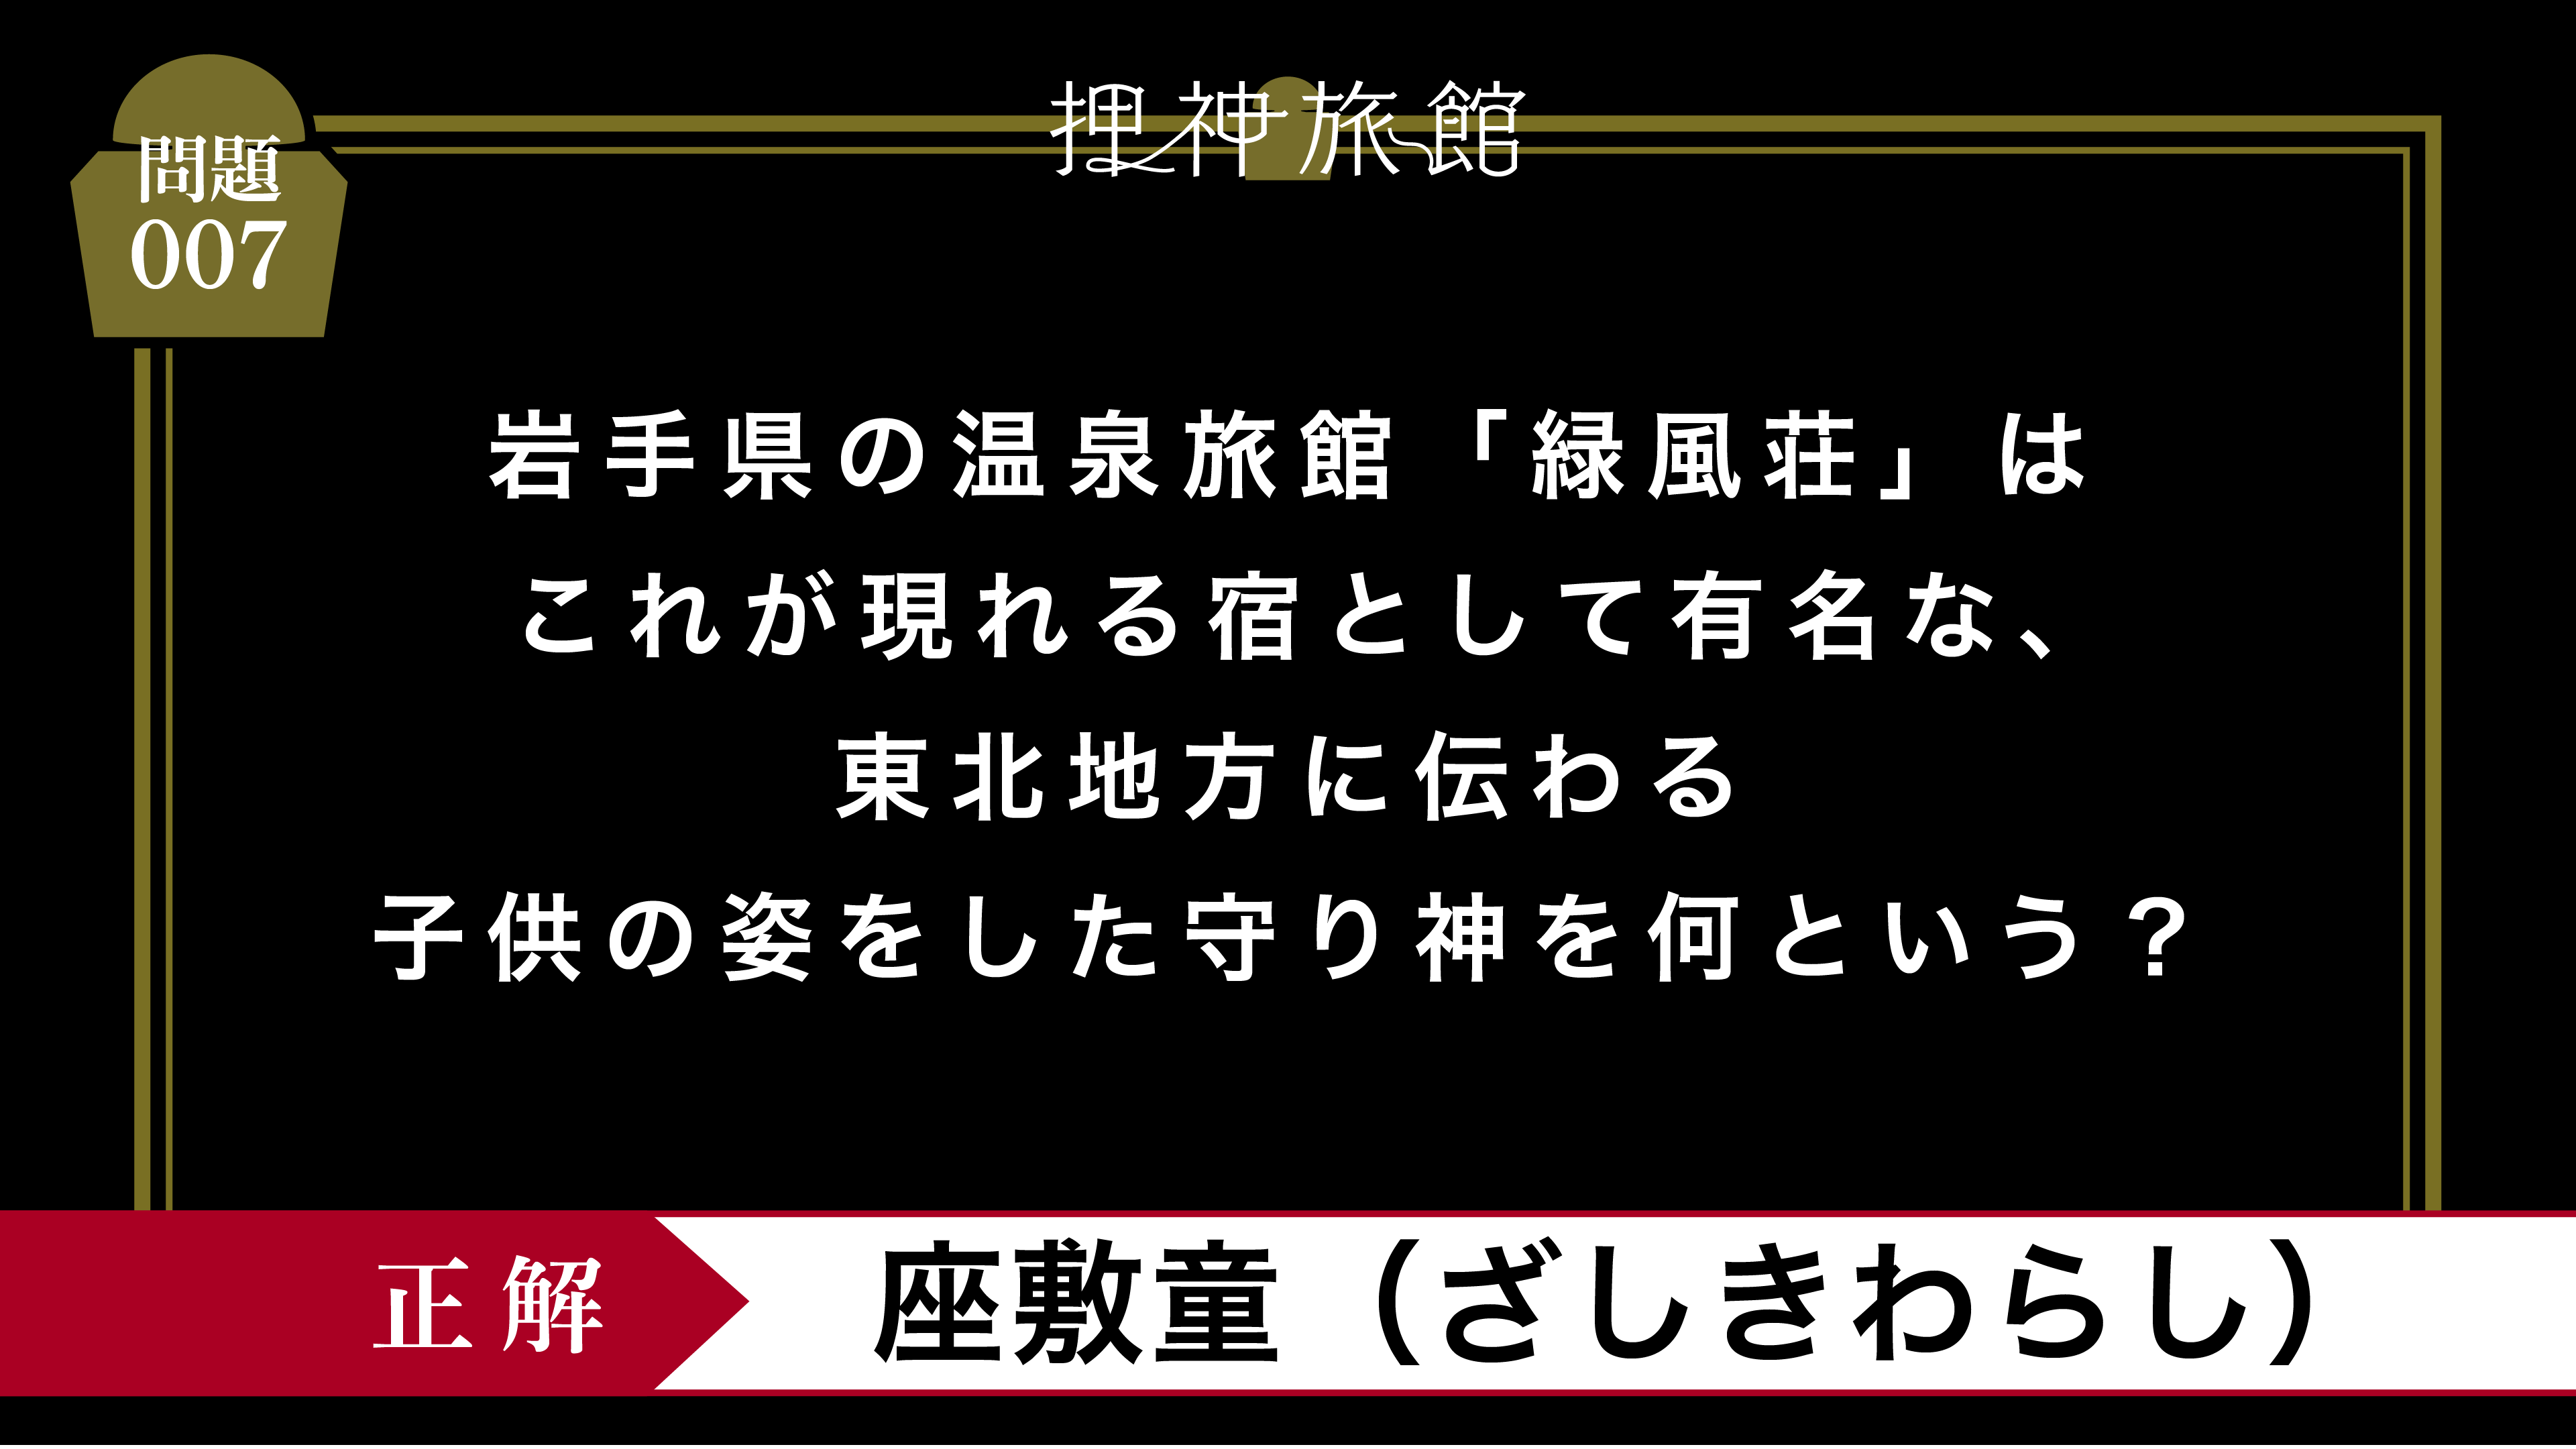 押神旅館
問題
007
岩手県の温泉旅館「緑風荘」は
これが現れる宿として有名な、
東北地方に伝わる
子供の姿をした守り神を何という？
正解
座敷童（ざしきわらし）